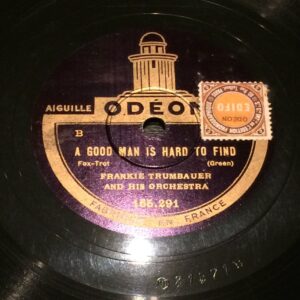 AIGUILLE ODÉON
B
A GOOD MAN IS HARD TO FIND
Fox-Trot (Green)
FRANKIE TRUMBAUER
AND HIS ORCHESTRA
165.291
EN FRANCE
EDIFO